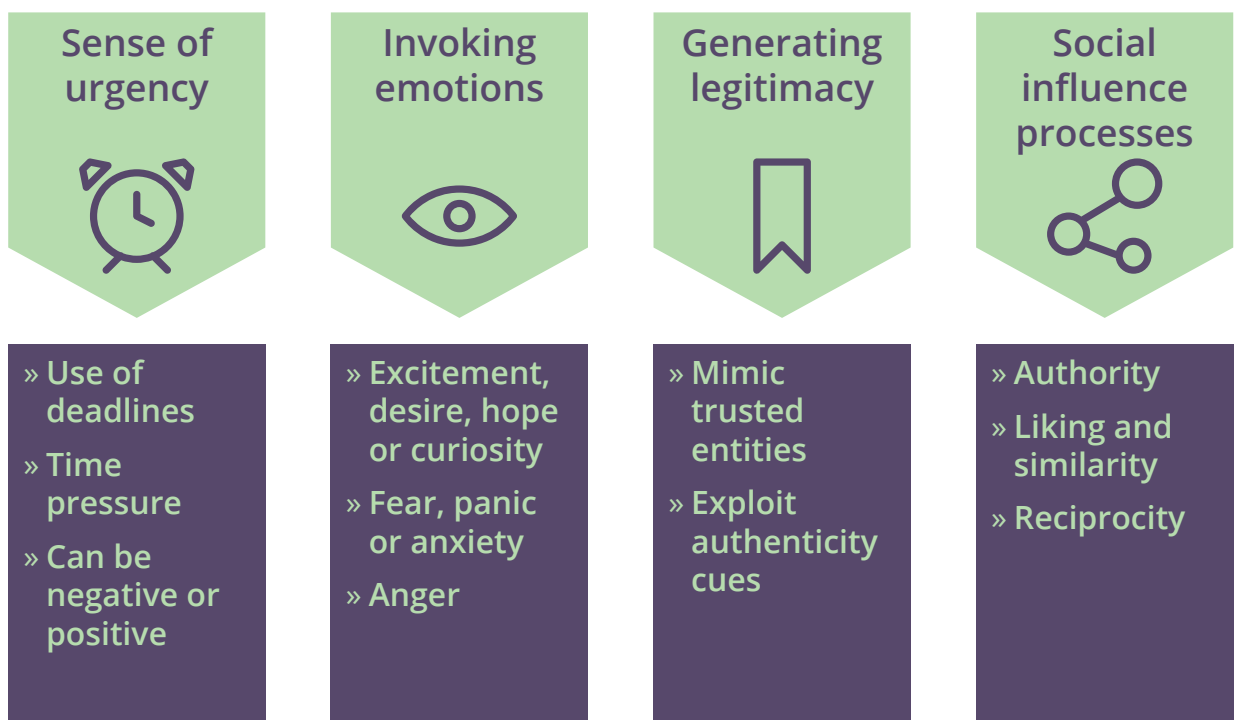 Sense of
urgency
» Use of
deadlines
» Time
pressure
» Can be
negative or
positive
Invoking
emotions
» Excitement,
desire, hope
or curiosity
» Fear, panic
or anxiety
» Anger
Generating
legitimacy
» Mimic
trusted
entities
» Exploit
authenticity
cues
Social
influence
processes
» Authority
» Liking and
similarity
» Reciprocity